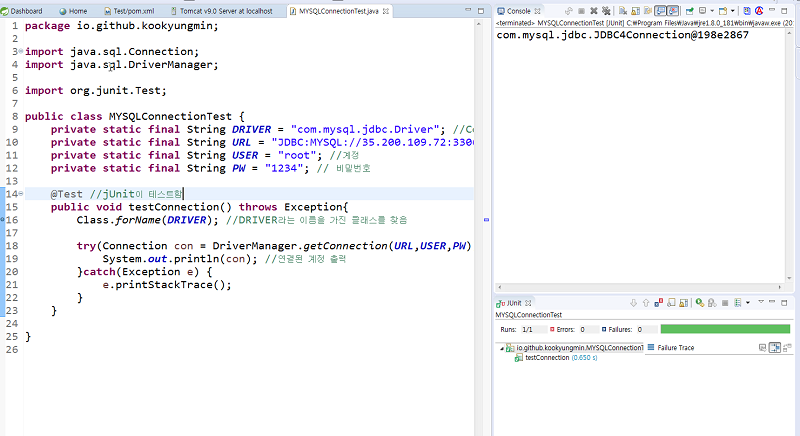 Dashboard Home Test/pom.xml Tomcat v9.0 Server at localhost MYSQLConnectionTest.java
1 package io.github.kookyungmin;
2
3 import java.sql.Connection;
4 import java.sql.DriverManager;
5
6 import org.junit.Test;
7
8 public class MYSQLConnectionTest {
9 private static final String DRIVER = "com.mysql.jdbc.Driver"; //Co
10 private static final String URL = "JDBC:MYSQL://35.200.109.72:3306
11 private static final String USER = "root"; //계정
12 private static final String PW = "1234"; // 비밀번호
13
14 @Test //jUnit이 테스트함
15 public void testConnection() throws Exception{
16 Class.forName(DRIVER); //DRIVER라는 이름을 가진 클래스를 찾음
17
18 try(Connection con = DriverManager.getConnection(URL,USER,PW)
19 System.out.println(con); //연결된 계정 출력
20 }catch(Exception e) {
21 e.printStackTrace();
22 }
23 }
24
25 }
26
Console
<terminated> MYSQLConnectionTest [JUnit] C:￦Program Files￦Java￦jre1.8.0_181￦bin￦javaw.exe (20
com.mysql.jdbc.JDBC4Connection@198e2867
JUnit
MYSQLConnectionTest
Runs: 1/1 Errors: 0 Failures: 0
io.github.kookyungmin.MYSQLConnectionT Failure Trace
testConnection (0.650 s)